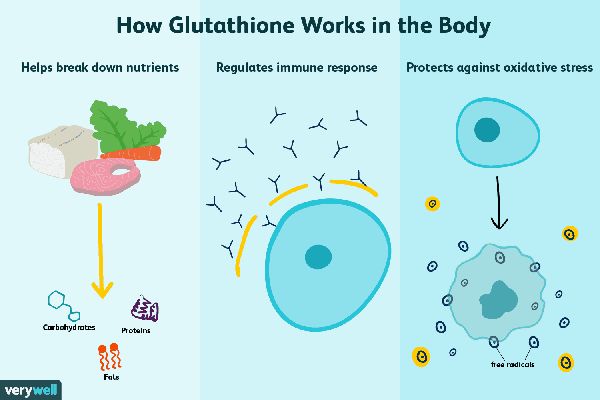 How Glutathione Works in the Body
Helps break down nutrients
Regulates immune response
Protects against oxidative stress
Carbohydrates
Proteins
Fats
free radicals
verywell